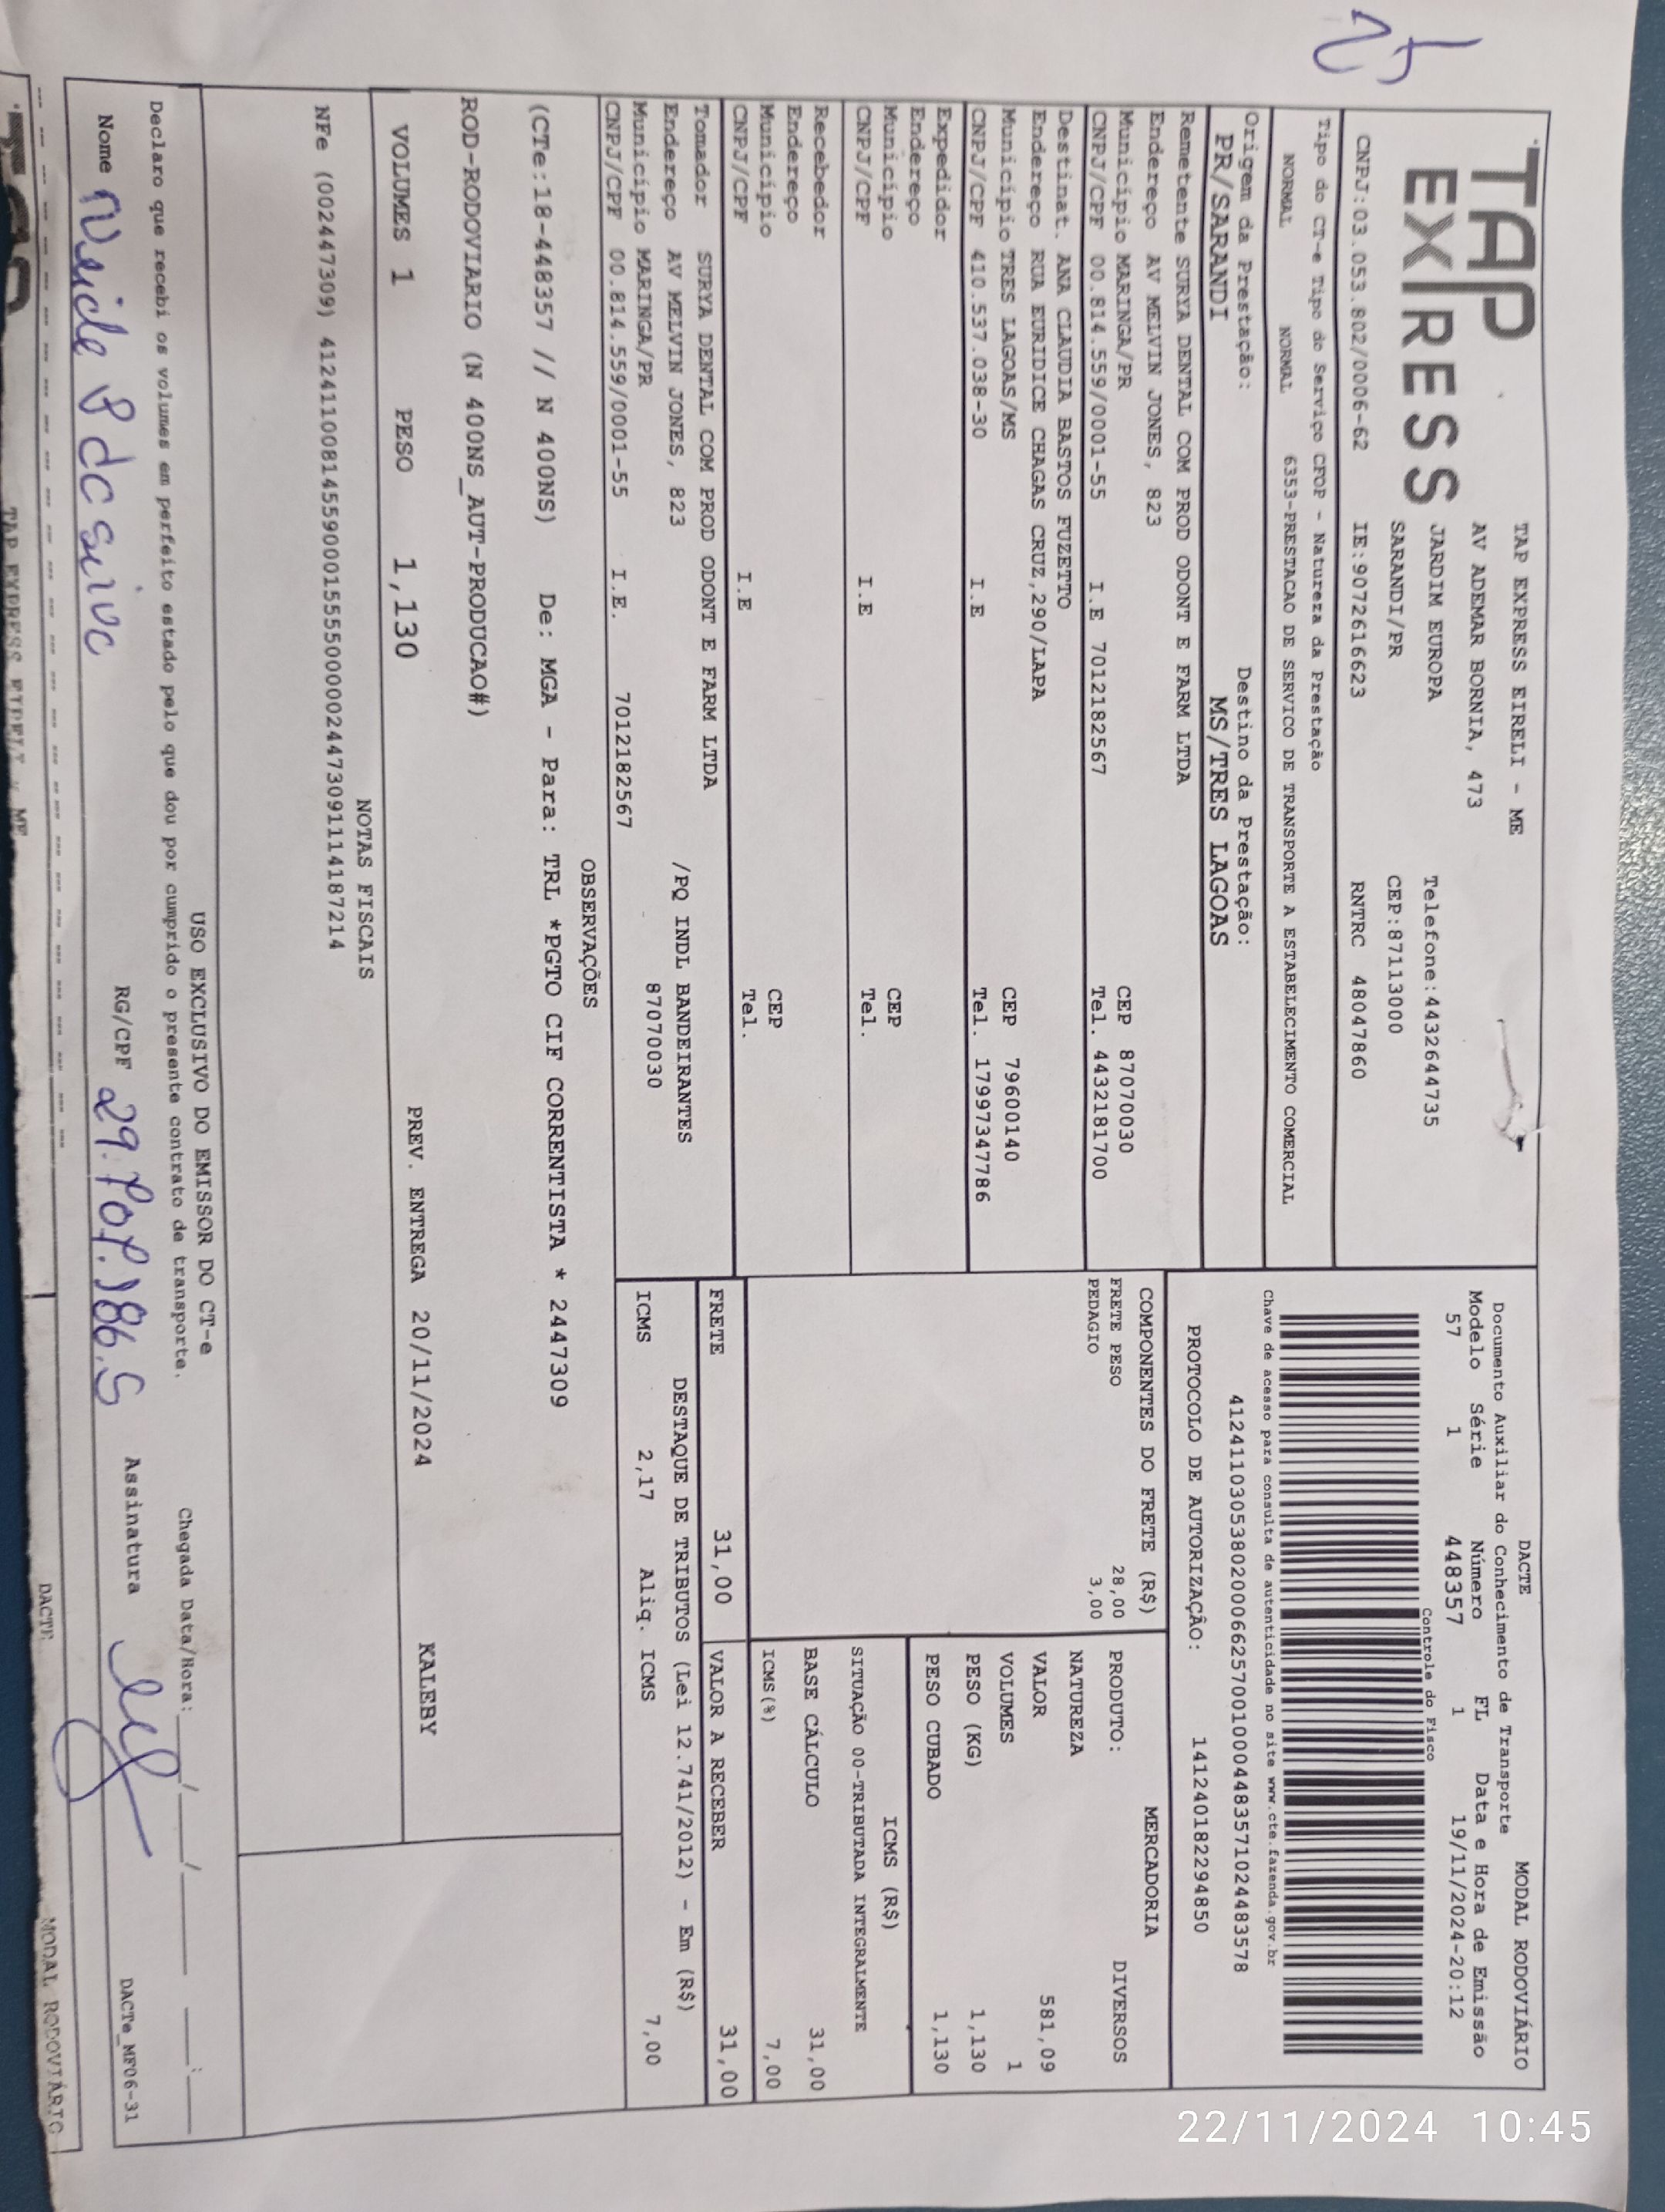 25
TAP
EXPRESS
TAP EXPRESS EIRELI - ME
AV ADEMAR BORNIA, 473
JARDIM EUROPA Telefone:4432644735
SARANDI/PR CEP:87113000
CNPJ:03.053.802/0006-62 IE:9072616623 RNTRC 48047860
Tipo do CT-e Tipo do Serviço CFOP - Natureza da Prestação
NORMAL NORMAL 6353-PRESTACAO DE SERVICO DE TRANSPORTE A ESTABELECIMENTO COMERCIAL
Origem da Prestação: Destino da Prestação:
PR/SARANDI MS/TRES LAGOAS
Remetente SURYA DENTAL COM PROD ODONT E FARM LTDA
Endereço AV MELVIN JONES, 823
Município MARINGA/PR CEP 87070030
CNPJ/CPF 00.814.559/0001-55 I.E 7012182567 Tel. 4432181700
Destinat. ANA CLAUDIA BASTOS FUZETTO
Endereço RUA EURIDICE CHAGAS CRUZ,290/LAPA
Município TRES LAGOAS/MS CEP 79600140
CNPJ/CPF 410.537.038-30 I.E Tel. 17997347786
Expedidor
Endereço
Município CEP
CNPJ/CPF I.E Tel.
Recebedor
Endereço
Município CEP
CNPJ/CPF I.E Tel.
Tomador SURYA DENTAL COM PROD ODONT E FARM LTDA
Endereço AV MELVIN JONES, 823 /PQ INDL BANDEIRANTES
Município MARINGA/PR 87070030
CNPJ/CPF 00.814.559/0001-55 I.E. 7012182567
DACTE MODAL RODOVIÁRIO
Documento Auxiliar do Conhecimento de Transporte
Modelo Série Número FL Data e Hora de Emissão
57 1 448357 1 19/11/2024-20:12
Controle do Fisco
Chave de acesso para consulta de autenticidade no site www.cte.fazenda.gov.br
41241103053802000662570010004483571024483578
PROTOCOLO DE AUTORIZAÇÃO: 141240182294850
COMPONENTES DO FRETE (R$)
FRETE PESO 28,00
PEDAGIO 3,00
MERCADORIA
PRODUTO: DIVERSOS
NATUREZA
VALOR 581,09
VOLUMES 1
PESO (KG) 1,130
PESO CUBADO 1,130
ICMS (R$)
SITUAÇÃO 00-TRIBUTADA INTEGRALMENTE
BASE CÁLCULO 31,00
ICMS(%) 7,00
FRETE 31,00 VALOR A RECEBER 31,00
DESTAQUE DE TRIBUTOS (Lei 12.741/2012) - Em (R$)
ICMS 2,17 Aliq. ICMS 7,00
OBSERVAÇÕES
(CTe:18-448357 // N 400NS) De: MGA - Para: TRL *PGTO CIF CORRENTISTA * 2447309
ROD-RODOVIARIO (N 400NS_AUT-PRODUCAO#)
VOLUMES 1 PESO 1,130 PREV. ENTREGA 20/11/2024 KALEBY
NOTAS FISCAIS
NFe (002447309) 41241100814559000155550000024473091114187214
USO EXCLUSIVO DO EMISSOR DO CT-e
Declaro que recebi os volumes em perfeito estado pelo que dou por cumprido o presente contrato de transporte. Chegada Data/Hora: ___/___/______ ___:___
Nome Neide P da Silva RG/CPF Assinatura DACTe_MF06-31
TAP EXPRESS EIRELI - ME DACTE MODAL RODOVIÁRIO
22/11/2024 10:45